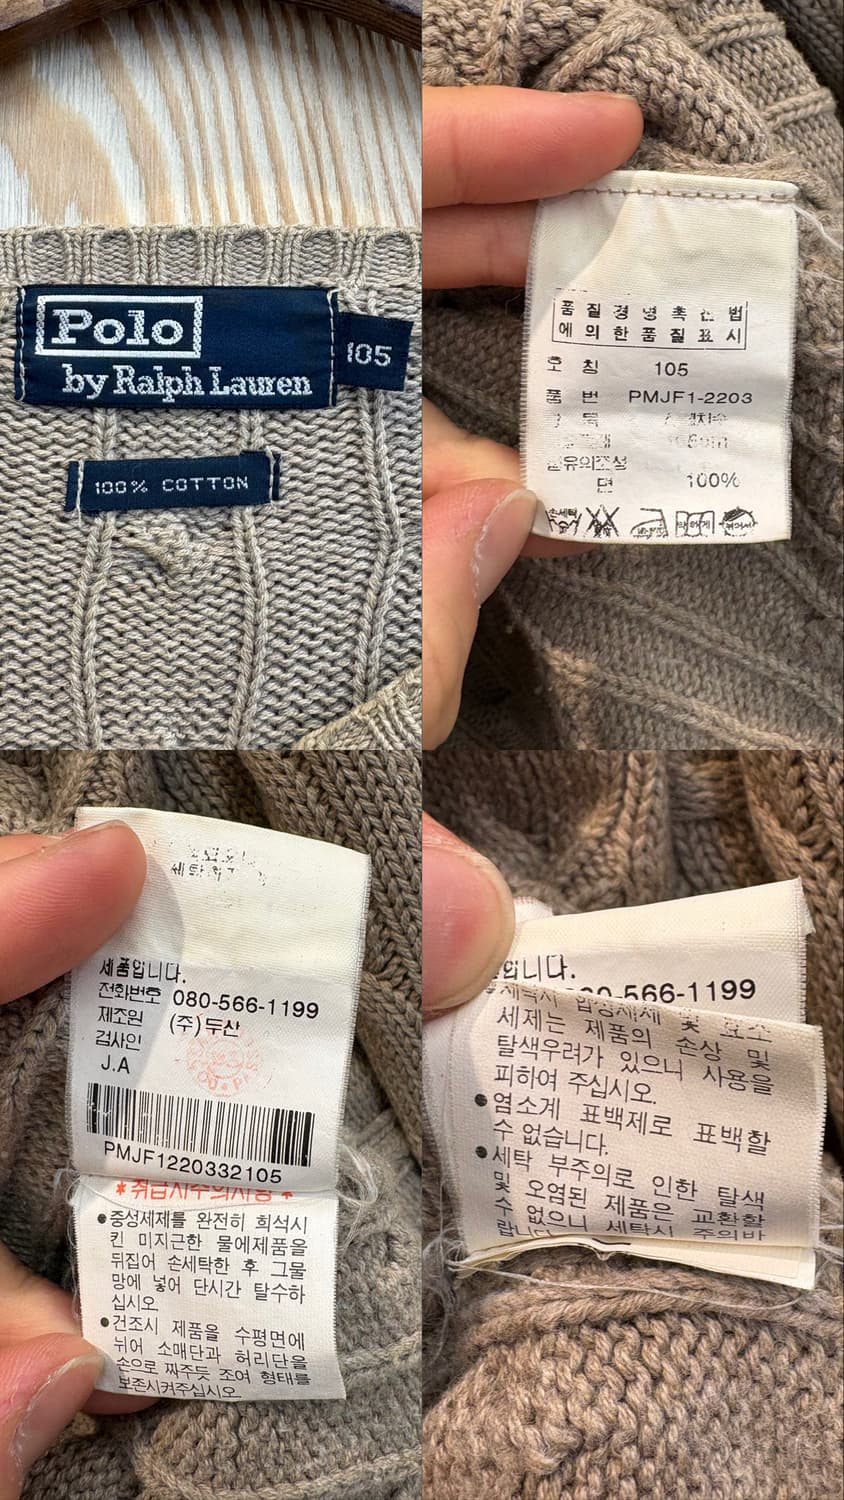 Polo
by Ralph Lauren
105
100% COTTON
품질경영촉진법
에의한품질표시
호칭 105
품번 PMJF1-2203
면 100%
제품입니다.
전화번호 080-566-1199
제조원 (주)두산
검사인
J.A
PMJF1220332105
*취급시주의사항*
●중성세제를 완전히 희석시
킨 미지근한 물에제품을
뒤집어 손세탁한 후 그물
망에 넣어 단시간 탈수하
십시오.
●건조시 제품을 수평면에
뉘어 소매단과 허리단을
손으로 짜주듯 조여 형태를
보존시켜주십시오.
입니다.
-566-1199
합성세제 및 효소
세제는 제품의 손상 및
탈색우려가 있으니 사용을
피하여 주십시오.
●염소계 표백제로 표백할
수 없습니다.
●세탁 부주의로 인한 탈색
및 오염된 제품은 교환할
수 없으니 세탁시 주의바
랍니다